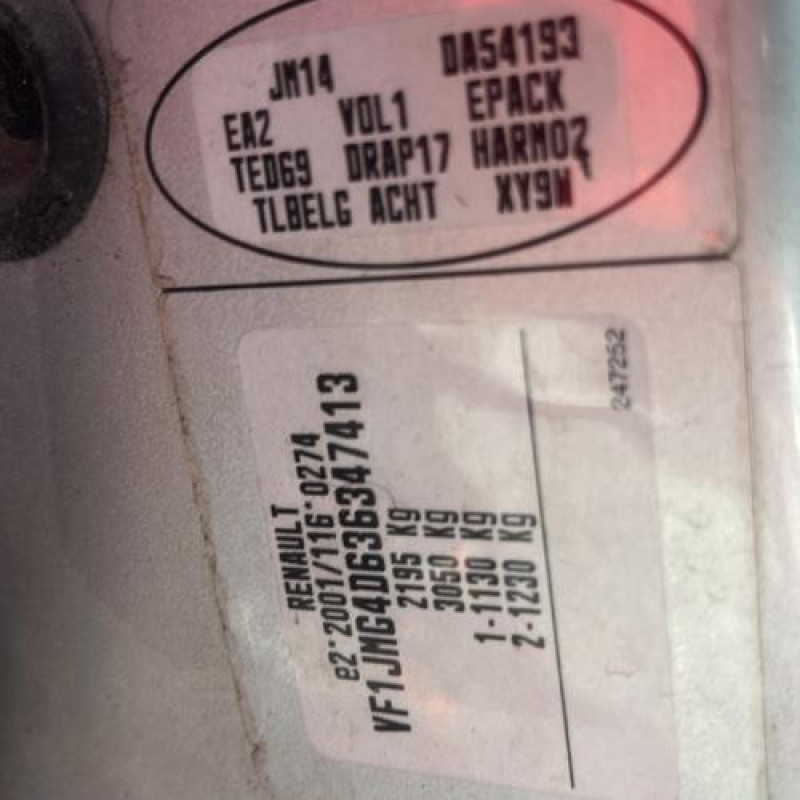 JM14 DA54193
EA2 VOL1 EPACK
TED69 DRAP17 HARMO2
TLBELG ACHT XY9M
RENAULT
e2*2001/116*0274
VF1JMG4D636347413
2195 Kg
3050 Kg
1-1130 Kg
2-1230 Kg
247252